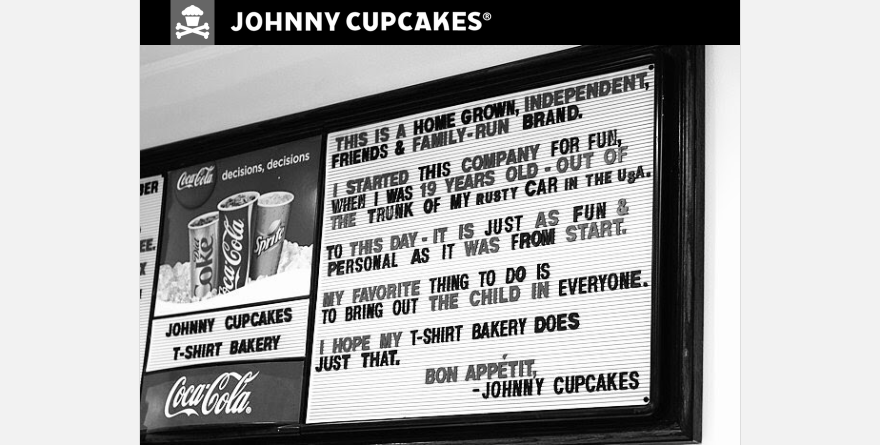 JOHNNY CUPCAKES®
THIS IS A HOME GROWN, INDEPENDENT,
FRIENDS & FAMILY-RUN BRAND.
I STARTED THIS COMPANY FOR FUN,
WHEN I WAS 19 YEARS OLD - OUT OF
THE TRUNK OF MY RUSTY CAR IN THE USA.
TO THIS DAY - IT IS JUST AS FUN &
PERSONAL AS IT WAS FROM START.
MY FAVORITE THING TO DO IS
TO BRING OUT THE CHILD IN EVERYONE.
I HOPE MY T-SHIRT BAKERY DOES
JUST THAT.
BON APPÉTIT,
-JOHNNY CUPCAKES
Coca-Cola
decisions, decisions
Coke
Coca-Cola
Sprite
JOHNNY CUPCAKES
T-SHIRT BAKERY
Coca-Cola